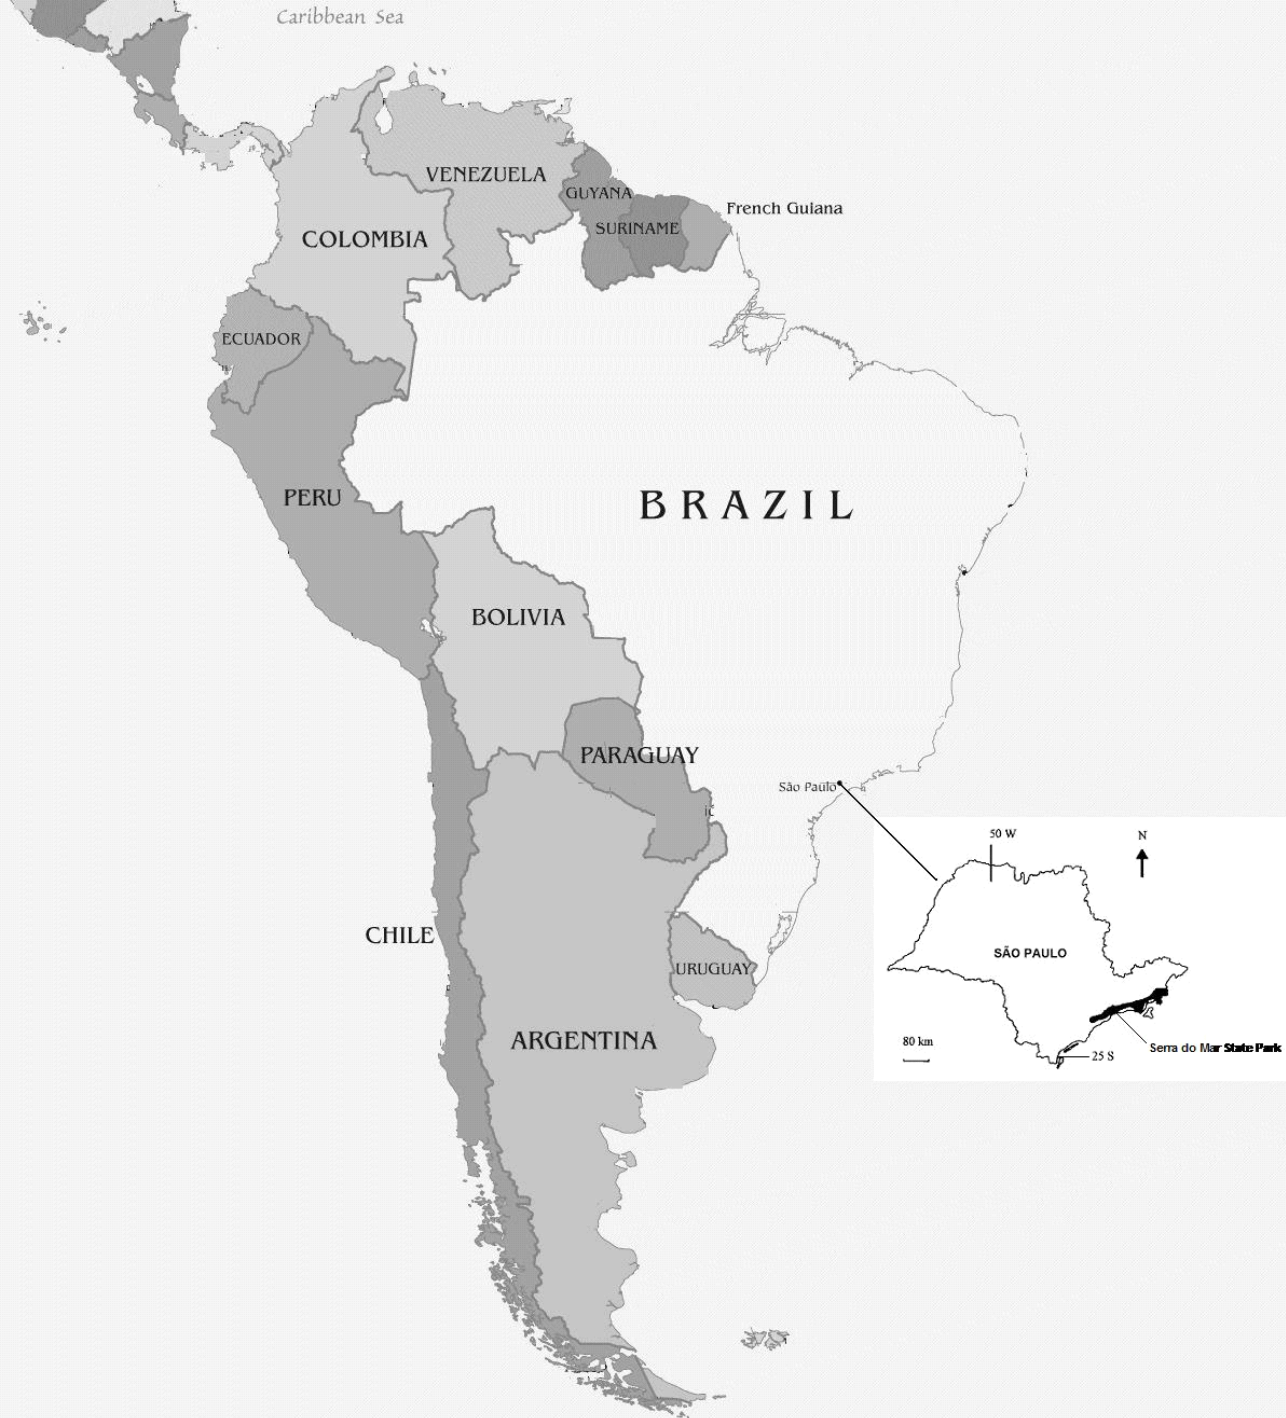 Caribbean Sea
VENEZUELA
GUYANA
French Guiana
SURINAME
COLOMBIA
ECUADOR
PERU
BRAZIL
BOLIVIA
PARAGUAY
São Paulo
50 W
N
CHILE
SÃO PAULO
URUGUAY
ARGENTINA
80 km
Serra do Mar State Park
25 S